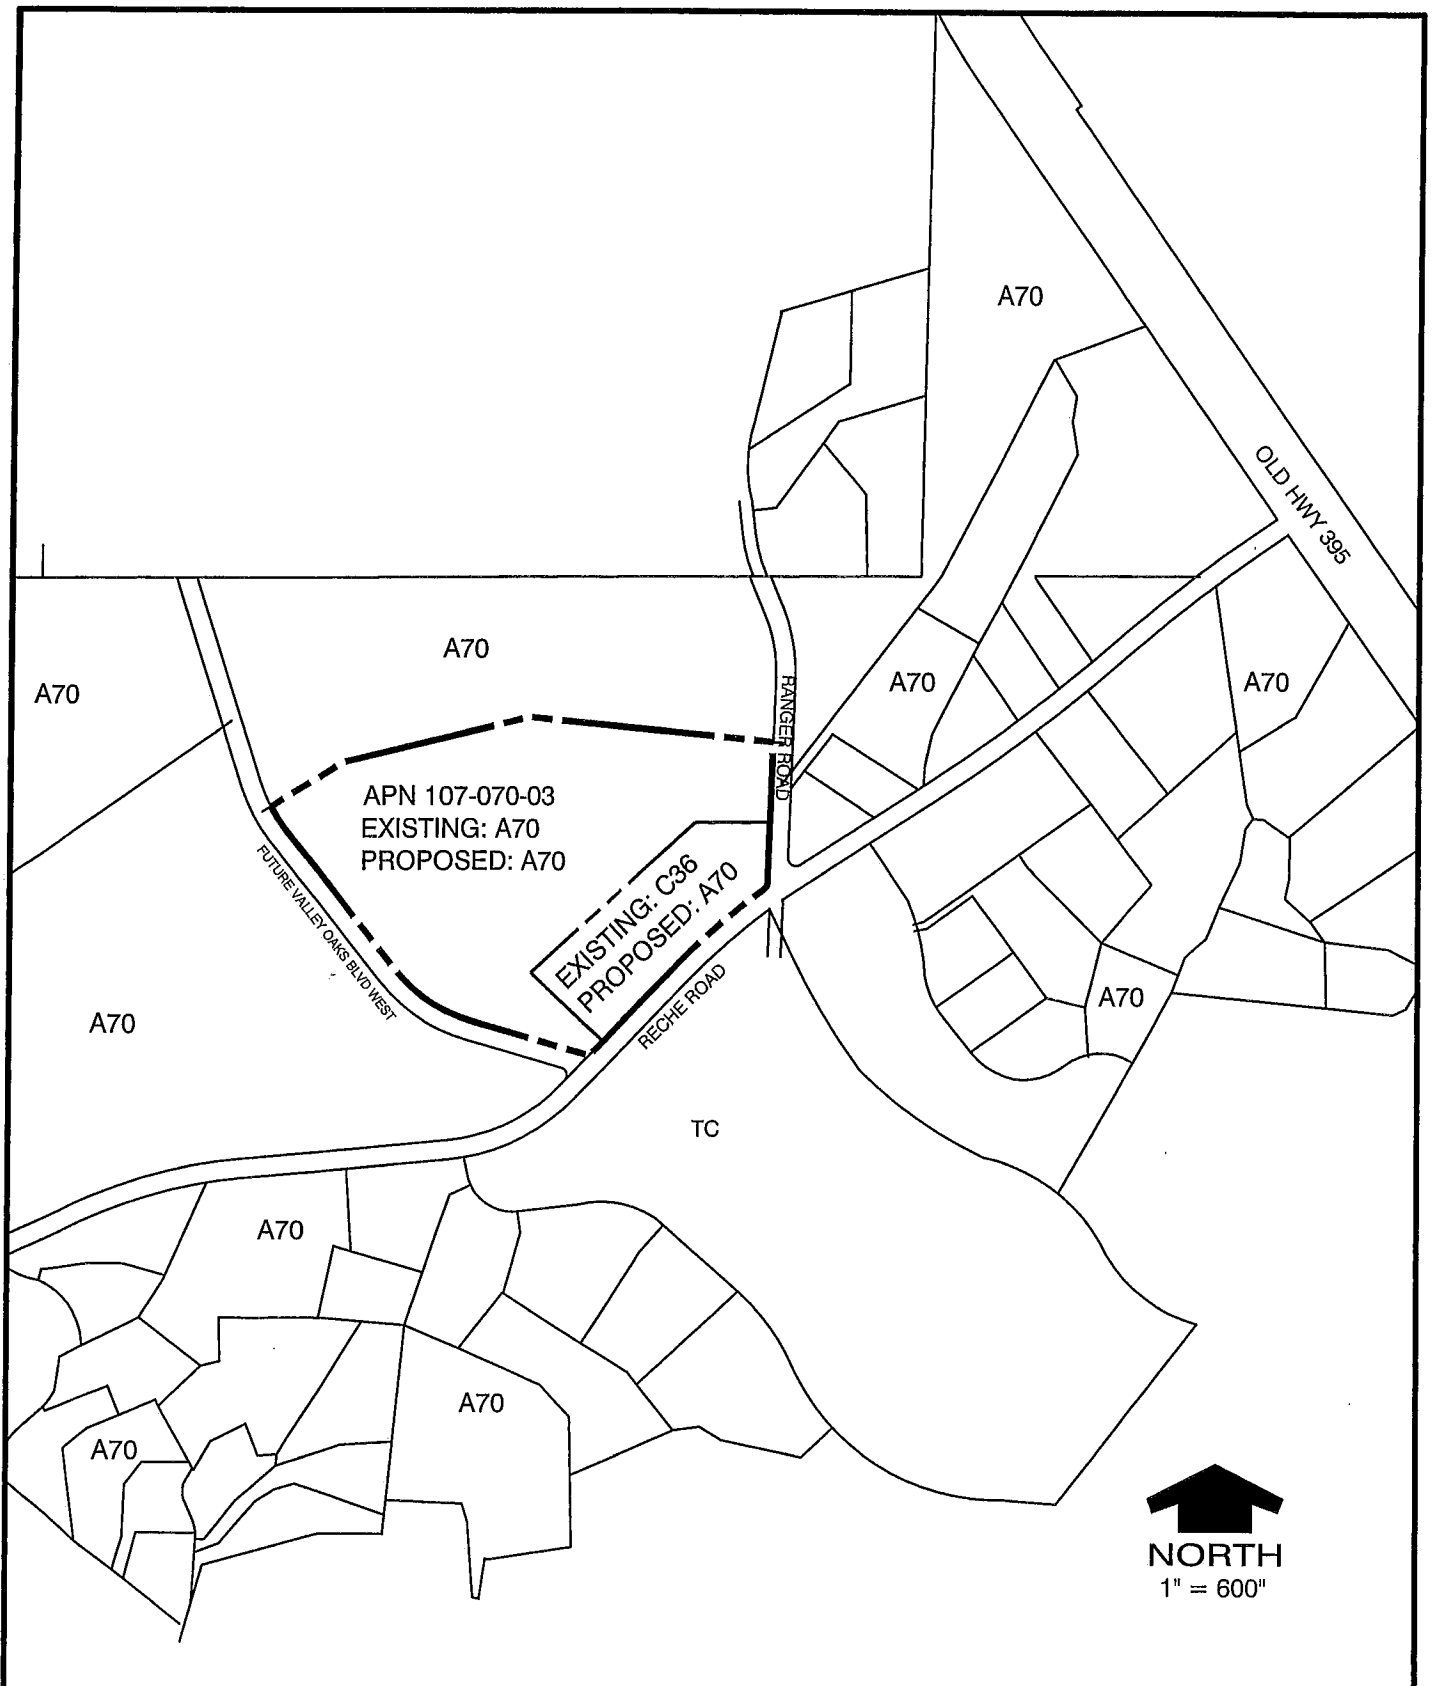 A70
OLD HWY 395
A70
A70
A70
A70
A70
RANGER ROAD
APN 107-070-03
EXISTING: A70
PROPOSED: A70
EXISTING: C36
PROPOSED: A70
FUTURE VALLEY OAKS BLVD WEST
RECHE ROAD
A70
A70
TC
A70
A70
A70
NORTH
1" = 600"